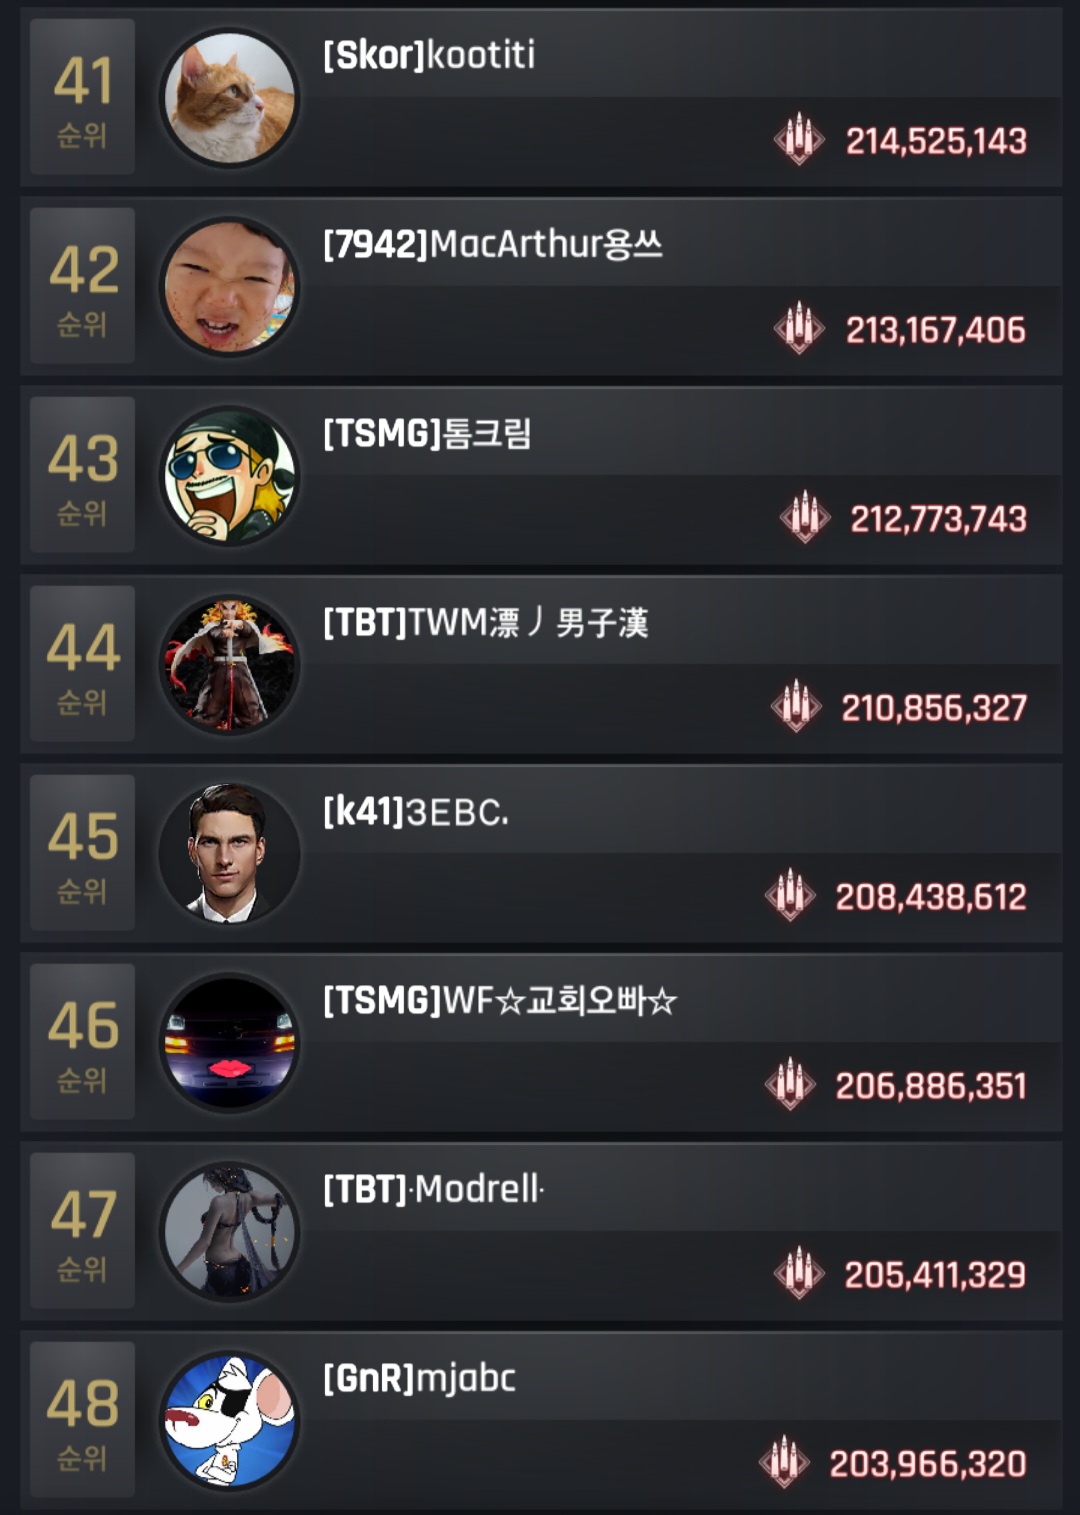 41
순위
[Skor]kootiti
214,525,143
42
순위
[7942]MacArthur용쓰
213,167,406
43
순위
[TSMG]톰크림
212,773,743
44
순위
[TBT]TWM漂丿男子漢
210,856,327
45
순위
[k41]3EBC.
208,438,612
46
순위
[TSMG]WF☆교회오빠☆
206,886,351
47
순위
[TBT]·Modrell·
205,411,329
48
순위
[GnR]mjabc
203,966,320